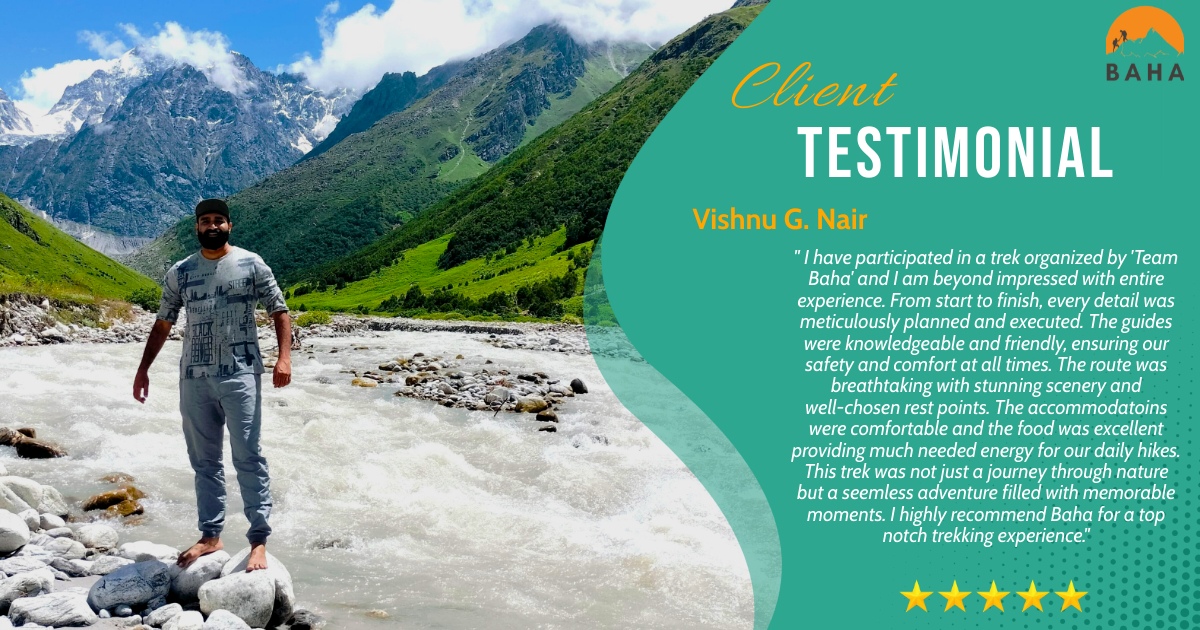 BAHA
Client
TESTIMONIAL
Vishnu G. Nair
" I have participated in a trek organized by 'Team
Baha' and I am beyond impressed with entire
experience. From start to finish, every detail was
meticulously planned and executed. The guides
were knowledgeable and friendly, ensuring our
safety and comfort at all times. The route was
breathtaking with stunning scenery and
well-chosen rest points. The accommodatoins
were comfortable and the food was excellent
providing much needed energy for our daily hikes.
This trek was not just a journey through nature
but a seemless adventure filled with memorable
moments. I highly recommend Baha for a top
notch trekking experience."